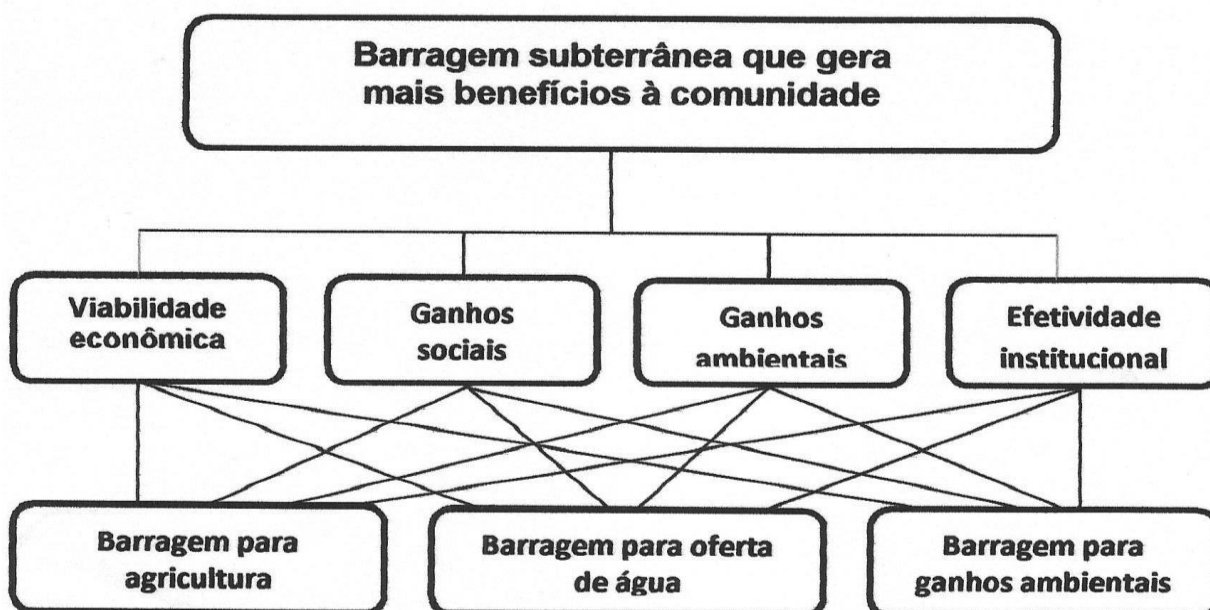 Barragem subterrânea que gera
mais benefícios à comunidade
Viabilidade
econômica
Ganhos
sociais
Ganhos
ambientais
Efetividade
institucional
Barragem para
agricultura
Barragem para oferta
de água
Barragem para
ganhos ambientais